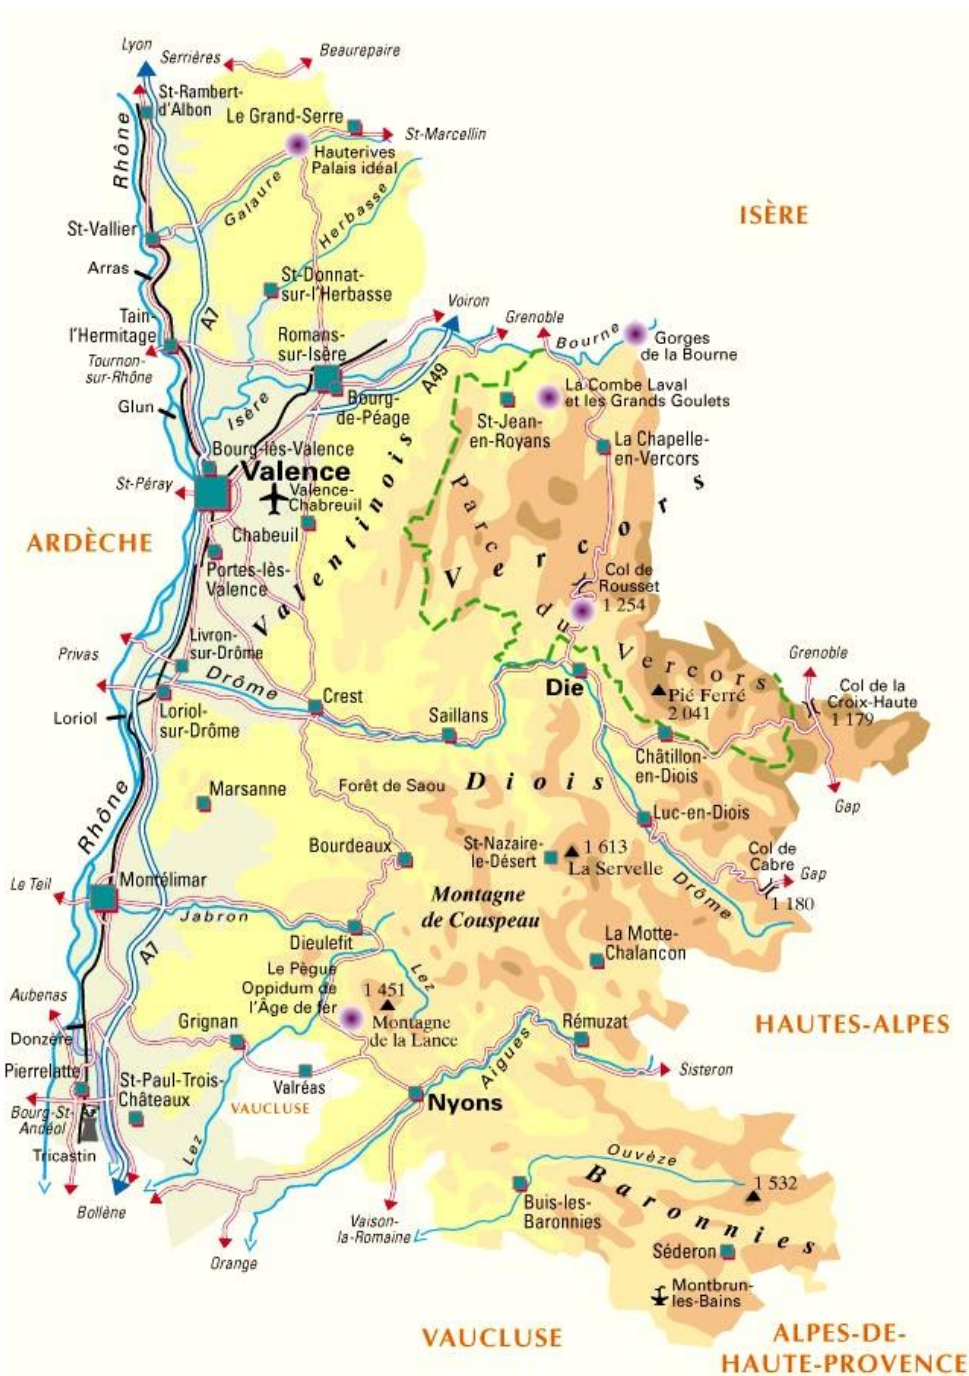 Lyon
Serrières
Beaurepaire
St-Rambert-
d'Albon
Le Grand-Serre
St-Marcellin
Rhône
Hauterives
Palais idéal
Galaure
Herbasse
ISÈRE
St-Vallier
Arras
St-Donnat-
sur-l'Herbasse
A7
Voiron
Tain-
l'Hermitage
Romans-
sur-Isère
Grenoble
Bourne
Gorges
de la Bourne
Tournon-
sur-Rhône
A49
La Combe Laval
et les Grands Goulets
Glun
Isère
Bourg-
de-Péage
St-Jean-
en-Royans
La Chapelle-
en-Vercors
Bourg-lès-Valence
Valence
St-Péray
Valence-
Chabreuil
Valentinois
Parc
Vercors
ARDÈCHE
Chabeuil
Portes-lès-
Valence
Col de
Rousset
1 254
du
Vercors
Livron-
sur-Drôme
Privas
Drôme
Die
Pié Ferré
2 041
Grenoble
Col de la
Croix-Haute
1 179
Loriol
Loriol-
sur-Drôme
Crest
Saillans
Châtillon-
en-Diois
Rhône
Marsanne
Forêt de Saou
Diois
Gap
Luc-en-Diois
Bourdeaux
St-Nazaire-
le-Désert
1 613
La Servelle
Col de
Cabre
Gap
1 180
Le Teil
Montélimar
Montagne
de Couspeau
Drôme
Jabron
A7
Dieulefit
La Motte-
Chalancon
Le Pègue
Oppidum de
l'Âge de fer
Lez
1 451
Montagne
de la Lance
Aubenas
Donzère
Grignan
Rémuzat
HAUTES-ALPES
Aigues
Pierrelatte
St-Paul-Trois-
Châteaux
Valréas
Sisteron
VAUCLUSE
Nyons
Bourg-St-
Andéol
Tricastin
Lez
Ouvèze
Baronnies
1 532
Bollène
Buis-les-
Baronnies
Vaison-
la-Romaine
Orange
Séderon
Montbrun-
les-Bains
VAUCLUSE
ALPES-DE-
HAUTE-PROVENCE